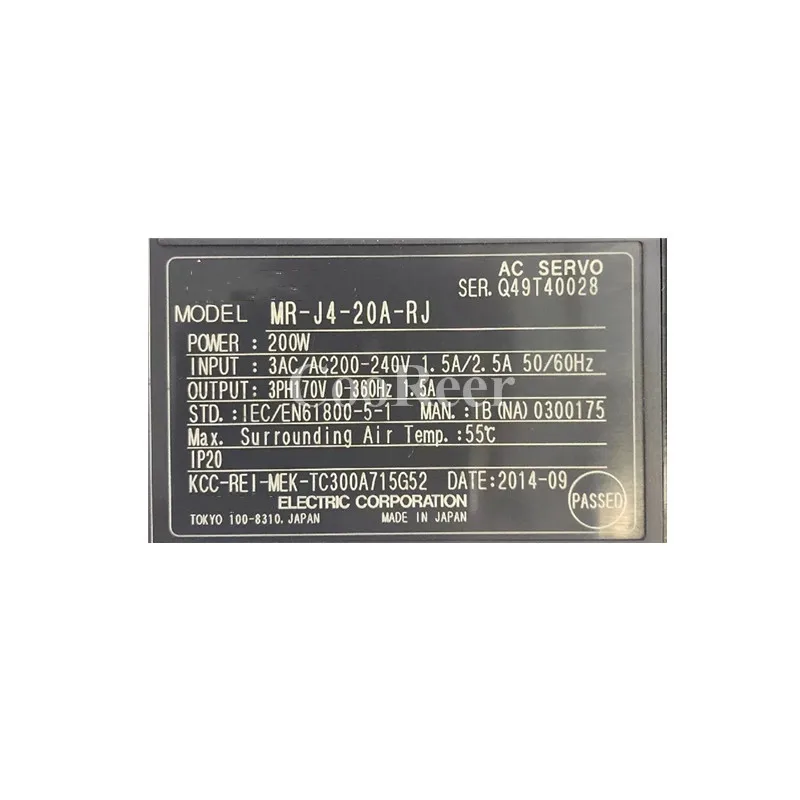 AC SERVO
SER. Q49T40028
MODEL MR-J4-20A-RJ
POWER : 200W
INPUT : 3AC/AC200-240V 1.5A/2.5A 50/60Hz
OUTPUT: 3PH170V 0-360Hz 1.5A
CooReer
STD. : IEC/EN61800-5-1 MAN. :1B(NA)0300175
Max. Surrounding Air Temp. :55℃
IP20
KCC-REI-MEK-TC300A715G52 DATE:2014-09
ELECTRIC CORPORATION
PASSED
TOKYO 100-8310, JAPAN MADE IN JAPAN